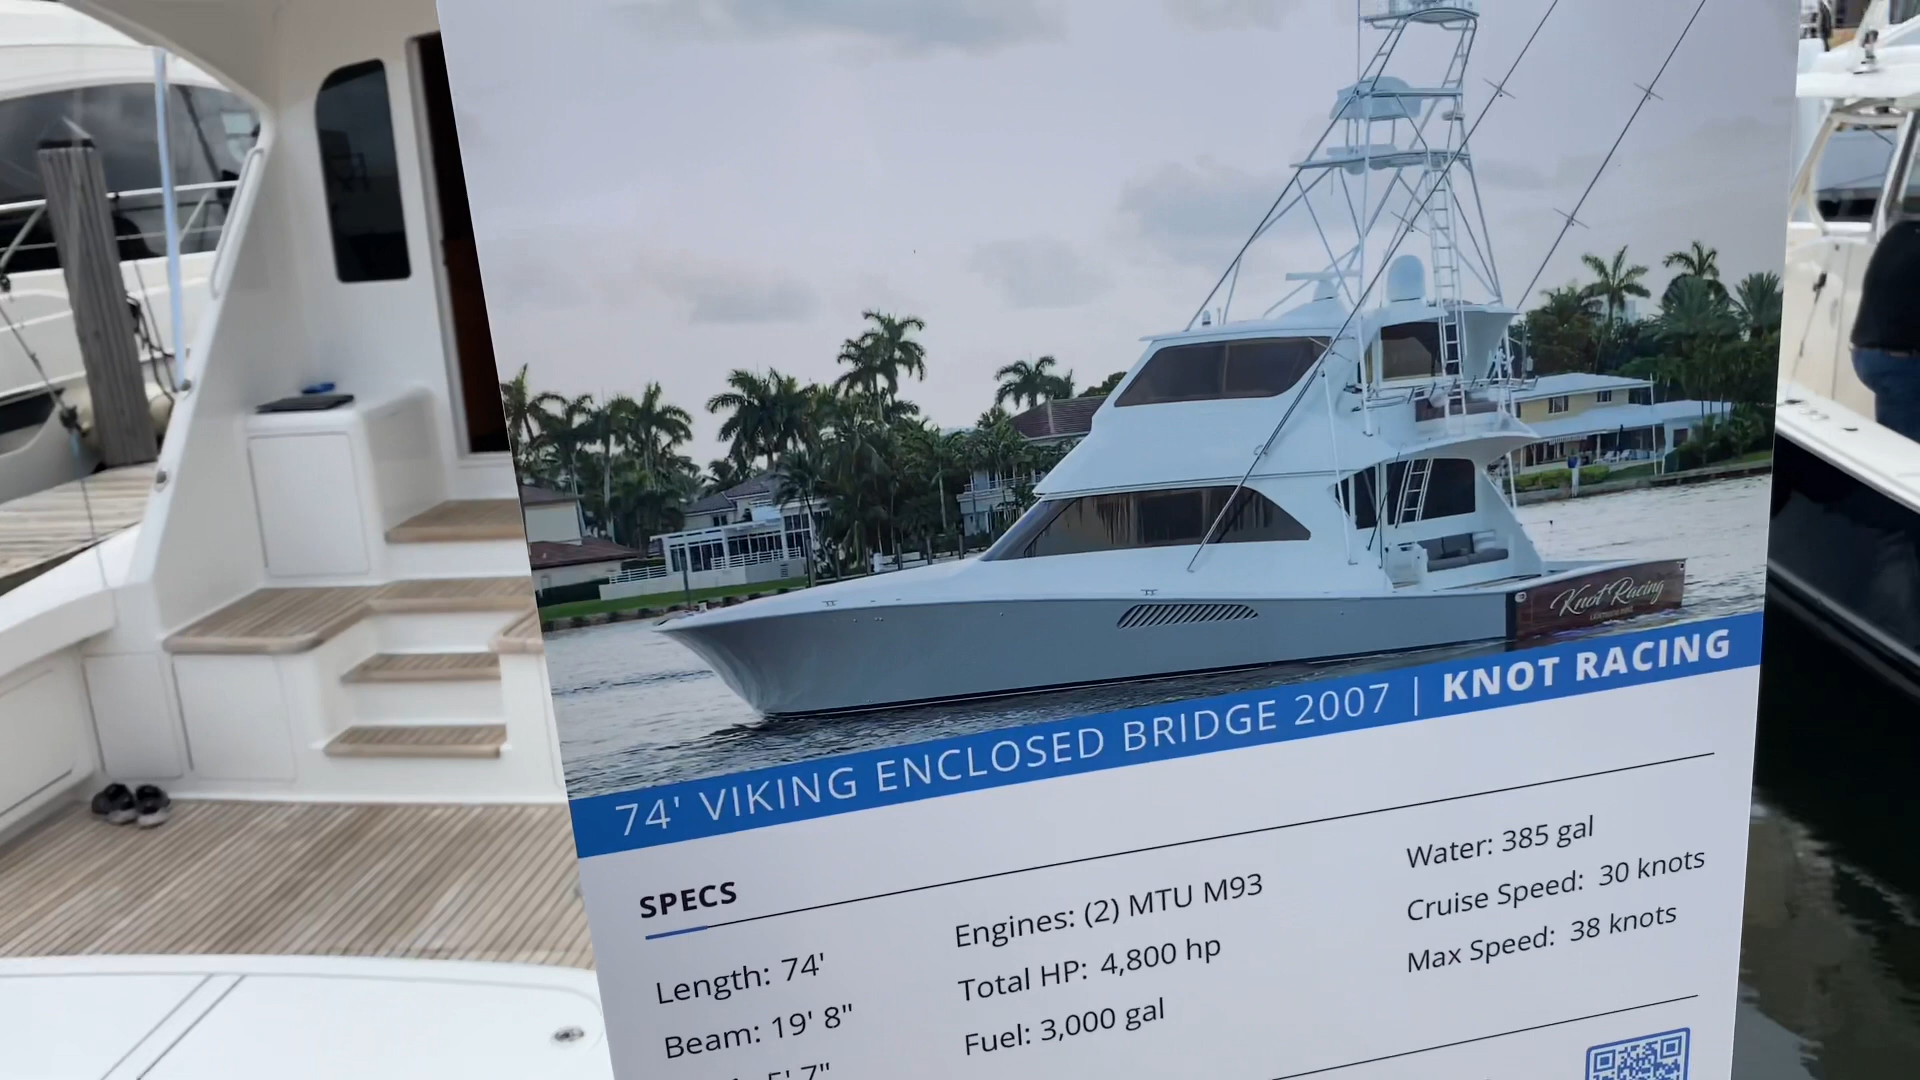 Knot Racing
74' VIKING ENCLOSED BRIDGE 2007 | KNOT RACING
SPECS
Length: 74'
Beam: 19' 8"
5' 7"
Engines: (2) MTU M93
Total HP: 4,800 hp
Fuel: 3,000 gal
Water: 385 gal
Cruise Speed: 30 knots
Max Speed: 38 knots